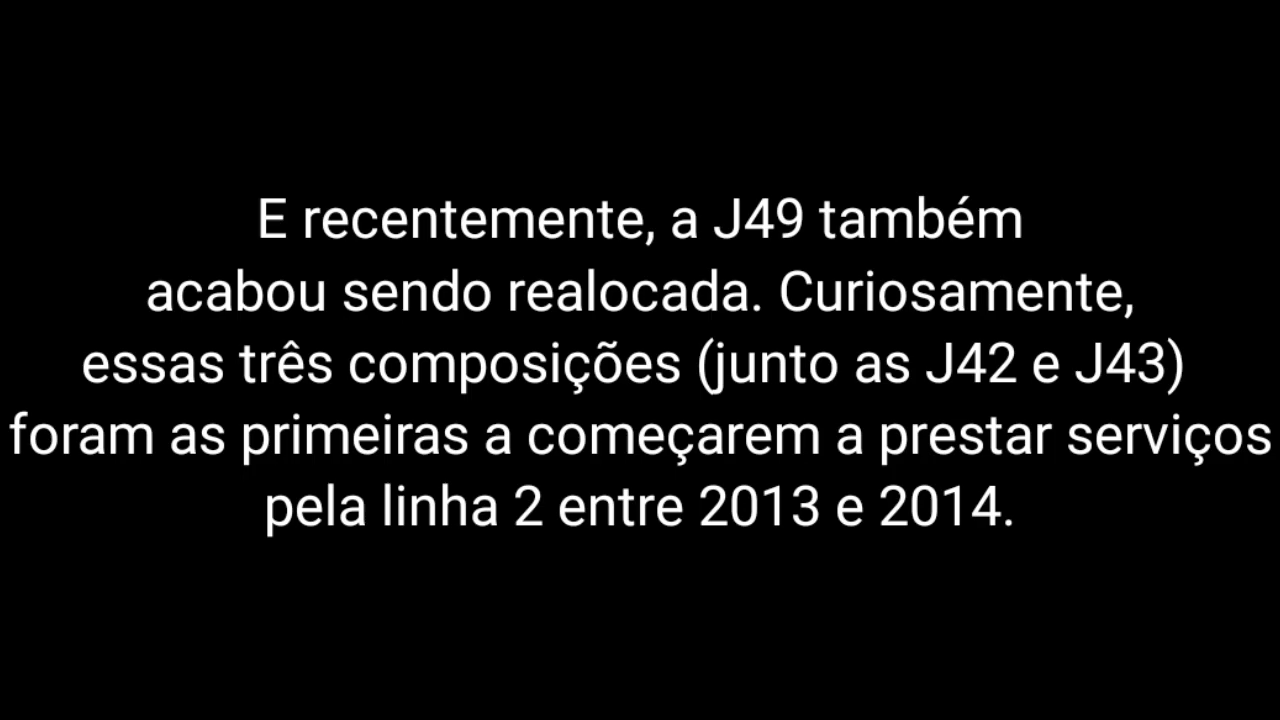 E recentemente, a J49 também
acabou sendo realocada. Curiosamente,
essas três composições (junto as J42 e J43)
foram as primeiras a começarem a prestar serviços
pela linha 2 entre 2013 e 2014.